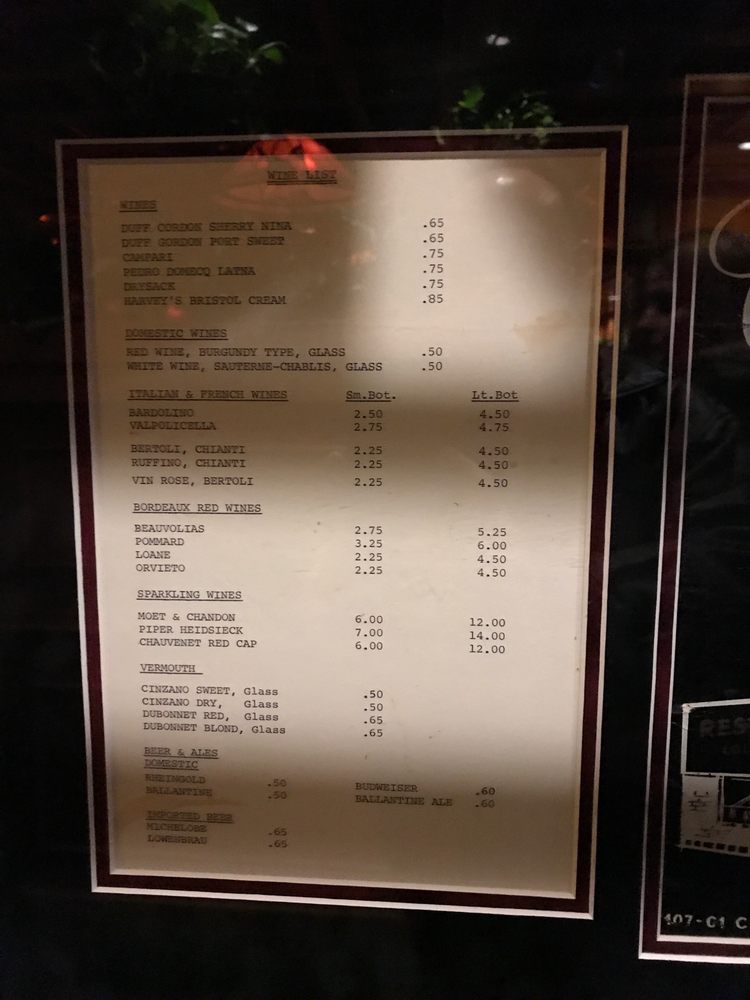 WINE LIST
WINES
DUFF CORDON SHERRY NINA .65
DUFF GORDON PORT SWEET .65
CAMPARI .75
PEDRO DOMECQ LATNA .75
DRYSACK .75
HARVEY'S BRISTOL CREAM .85
DOMESTIC WINES
RED WINE, BURGUNDY TYPE, GLASS .50
WHITE WINE, SAUTERNE-CHABLIS, GLASS .50
ITALIAN & FRENCH WINES Sm.Bot. Lt.Bot
BARDOLINO 2.50 4.50
VALPOLICELLA 2.75 4.75
BERTOLI, CHIANTI 2.25 4.50
RUFFINO, CHIANTI 2.25 4.50
VIN ROSE, BERTOLI 2.25 4.50
BORDEAUX RED WINES
BEAUVOLIAS 2.75 5.25
POMMARD 3.25 6.00
LOANE 2.25 4.50
ORVIETO 2.25 4.50
SPARKLING WINES
MOET & CHANDON 6.00 12.00
PIPER HEIDSIECK 7.00 14.00
CHAUVENET RED CAP 6.00 12.00
VERMOUTH
CINZANO SWEET, Glass .50
CINZANO DRY, Glass .50
DUBONNET RED, Glass .65
DUBONNET BLOND, Glass .65
BEER & ALES
DOMESTIC
RHEINGOLD .50 BUDWEISER .60
BALLANTINE .50 BALLANTINE ALE .60
IMPORTED BEER
MICHELOBE .65
LOWENBRAU .65
RES
107-01 C